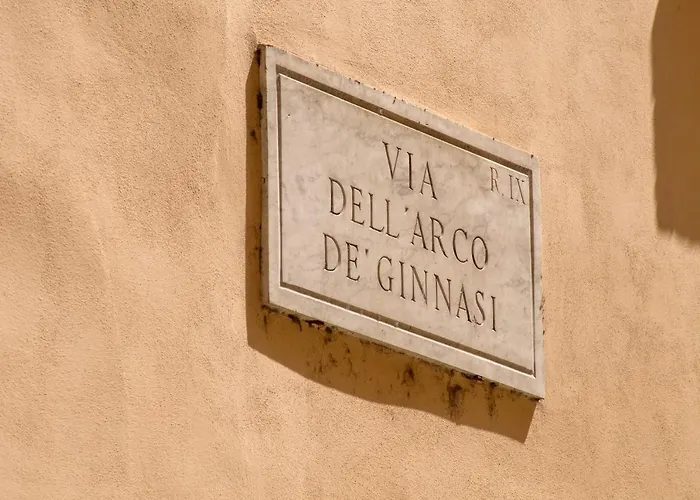 VIA R.IX
DELL'ARCO
DE' GINNASI